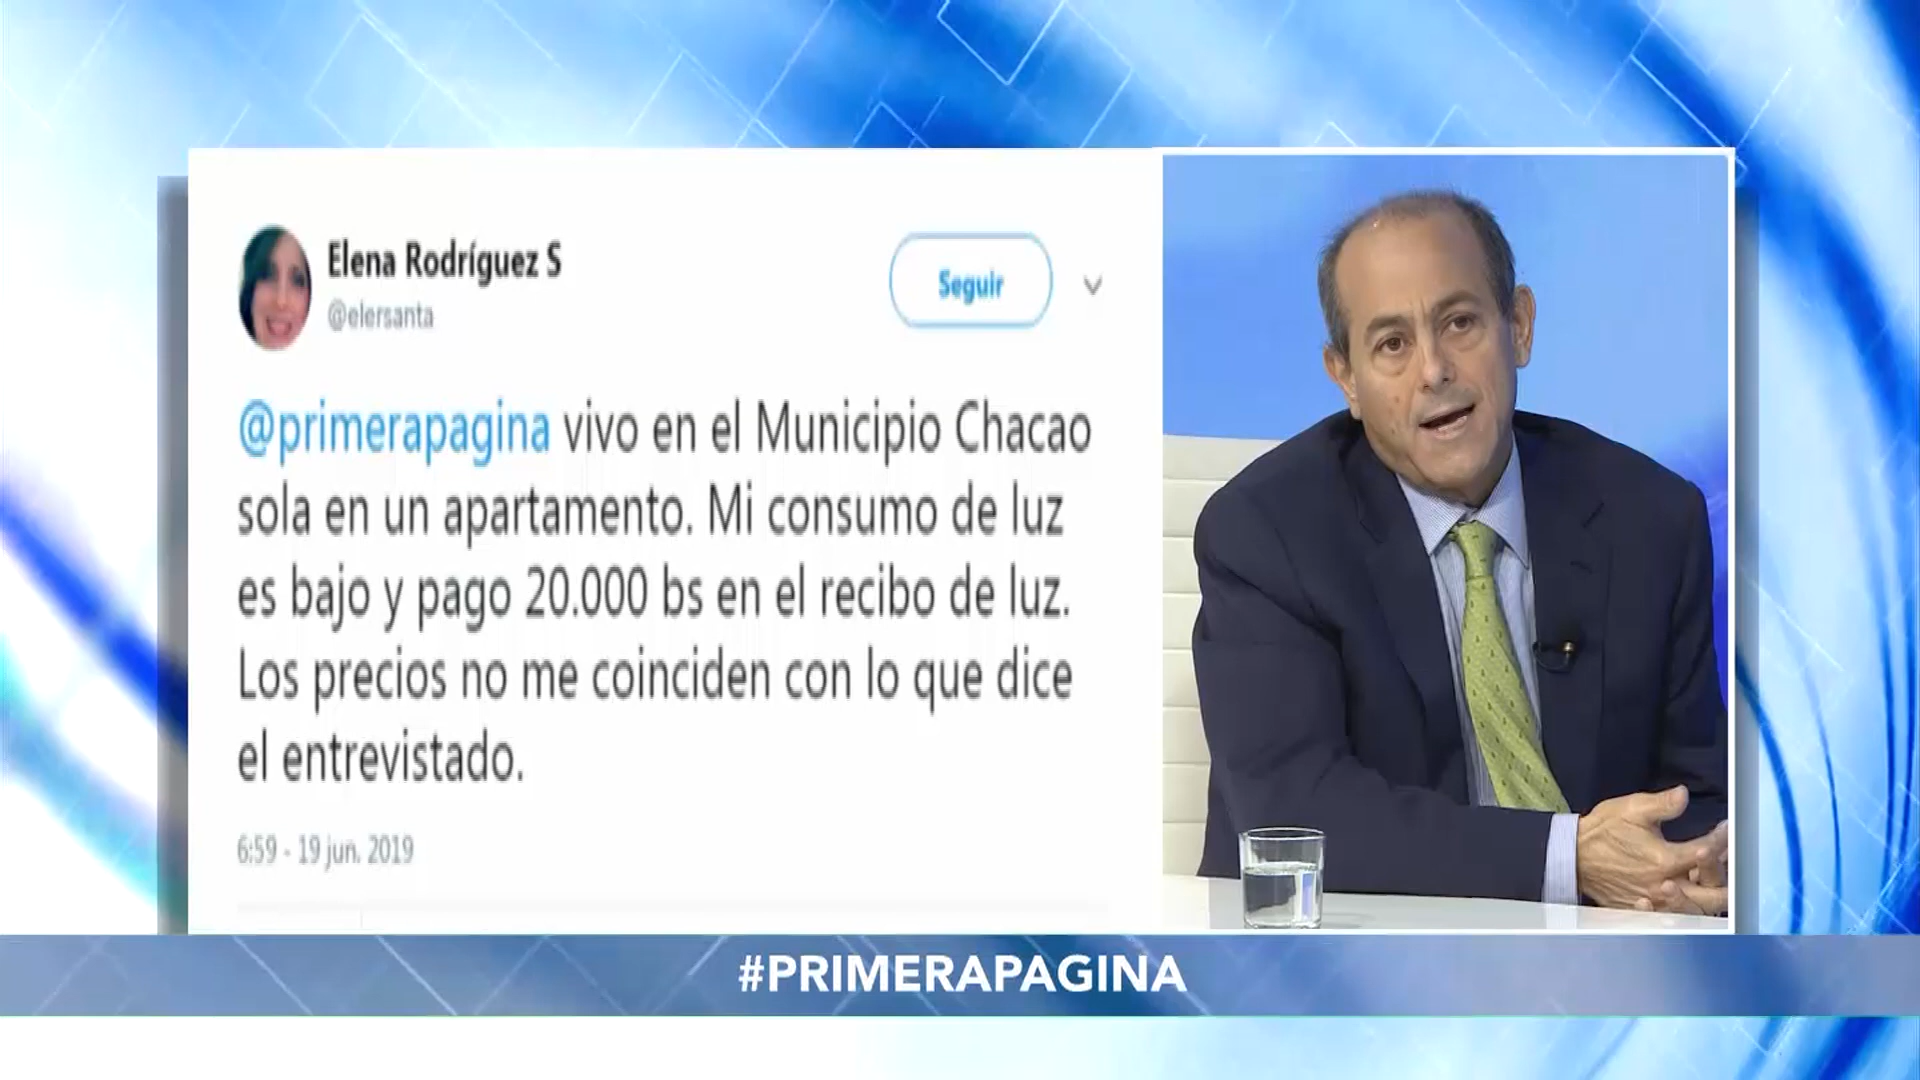 Elena Rodríguez S
@elersanta
Seguir
@primerapagina vivo en el Municipio Chacao
sola en un apartamento. Mi consumo de luz
es bajo y pago 20.000 bs en el recibo de luz.
Los precios no me coinciden con lo que dice
el entrevistado.
6:59 - 19 jun. 2019
#PRIMERAPAGINA